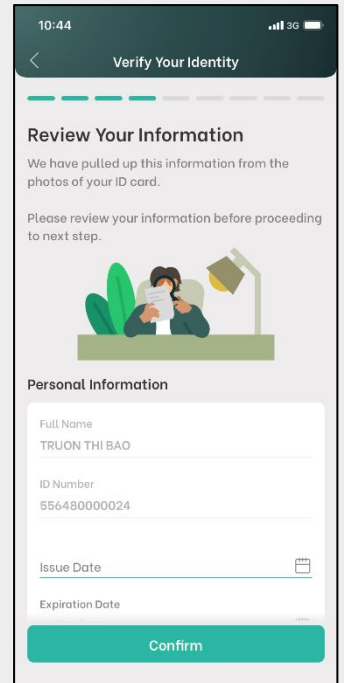 10:44
3G
Verify Your Identity
Review Your Information
We have pulled up this information from the
photos of your ID card.
Please review your information before proceeding
to next step.
Personal Information
Full Name
TRUON THI BAO
ID Number
556480000024
Issue Date
Expiration Date
Confirm